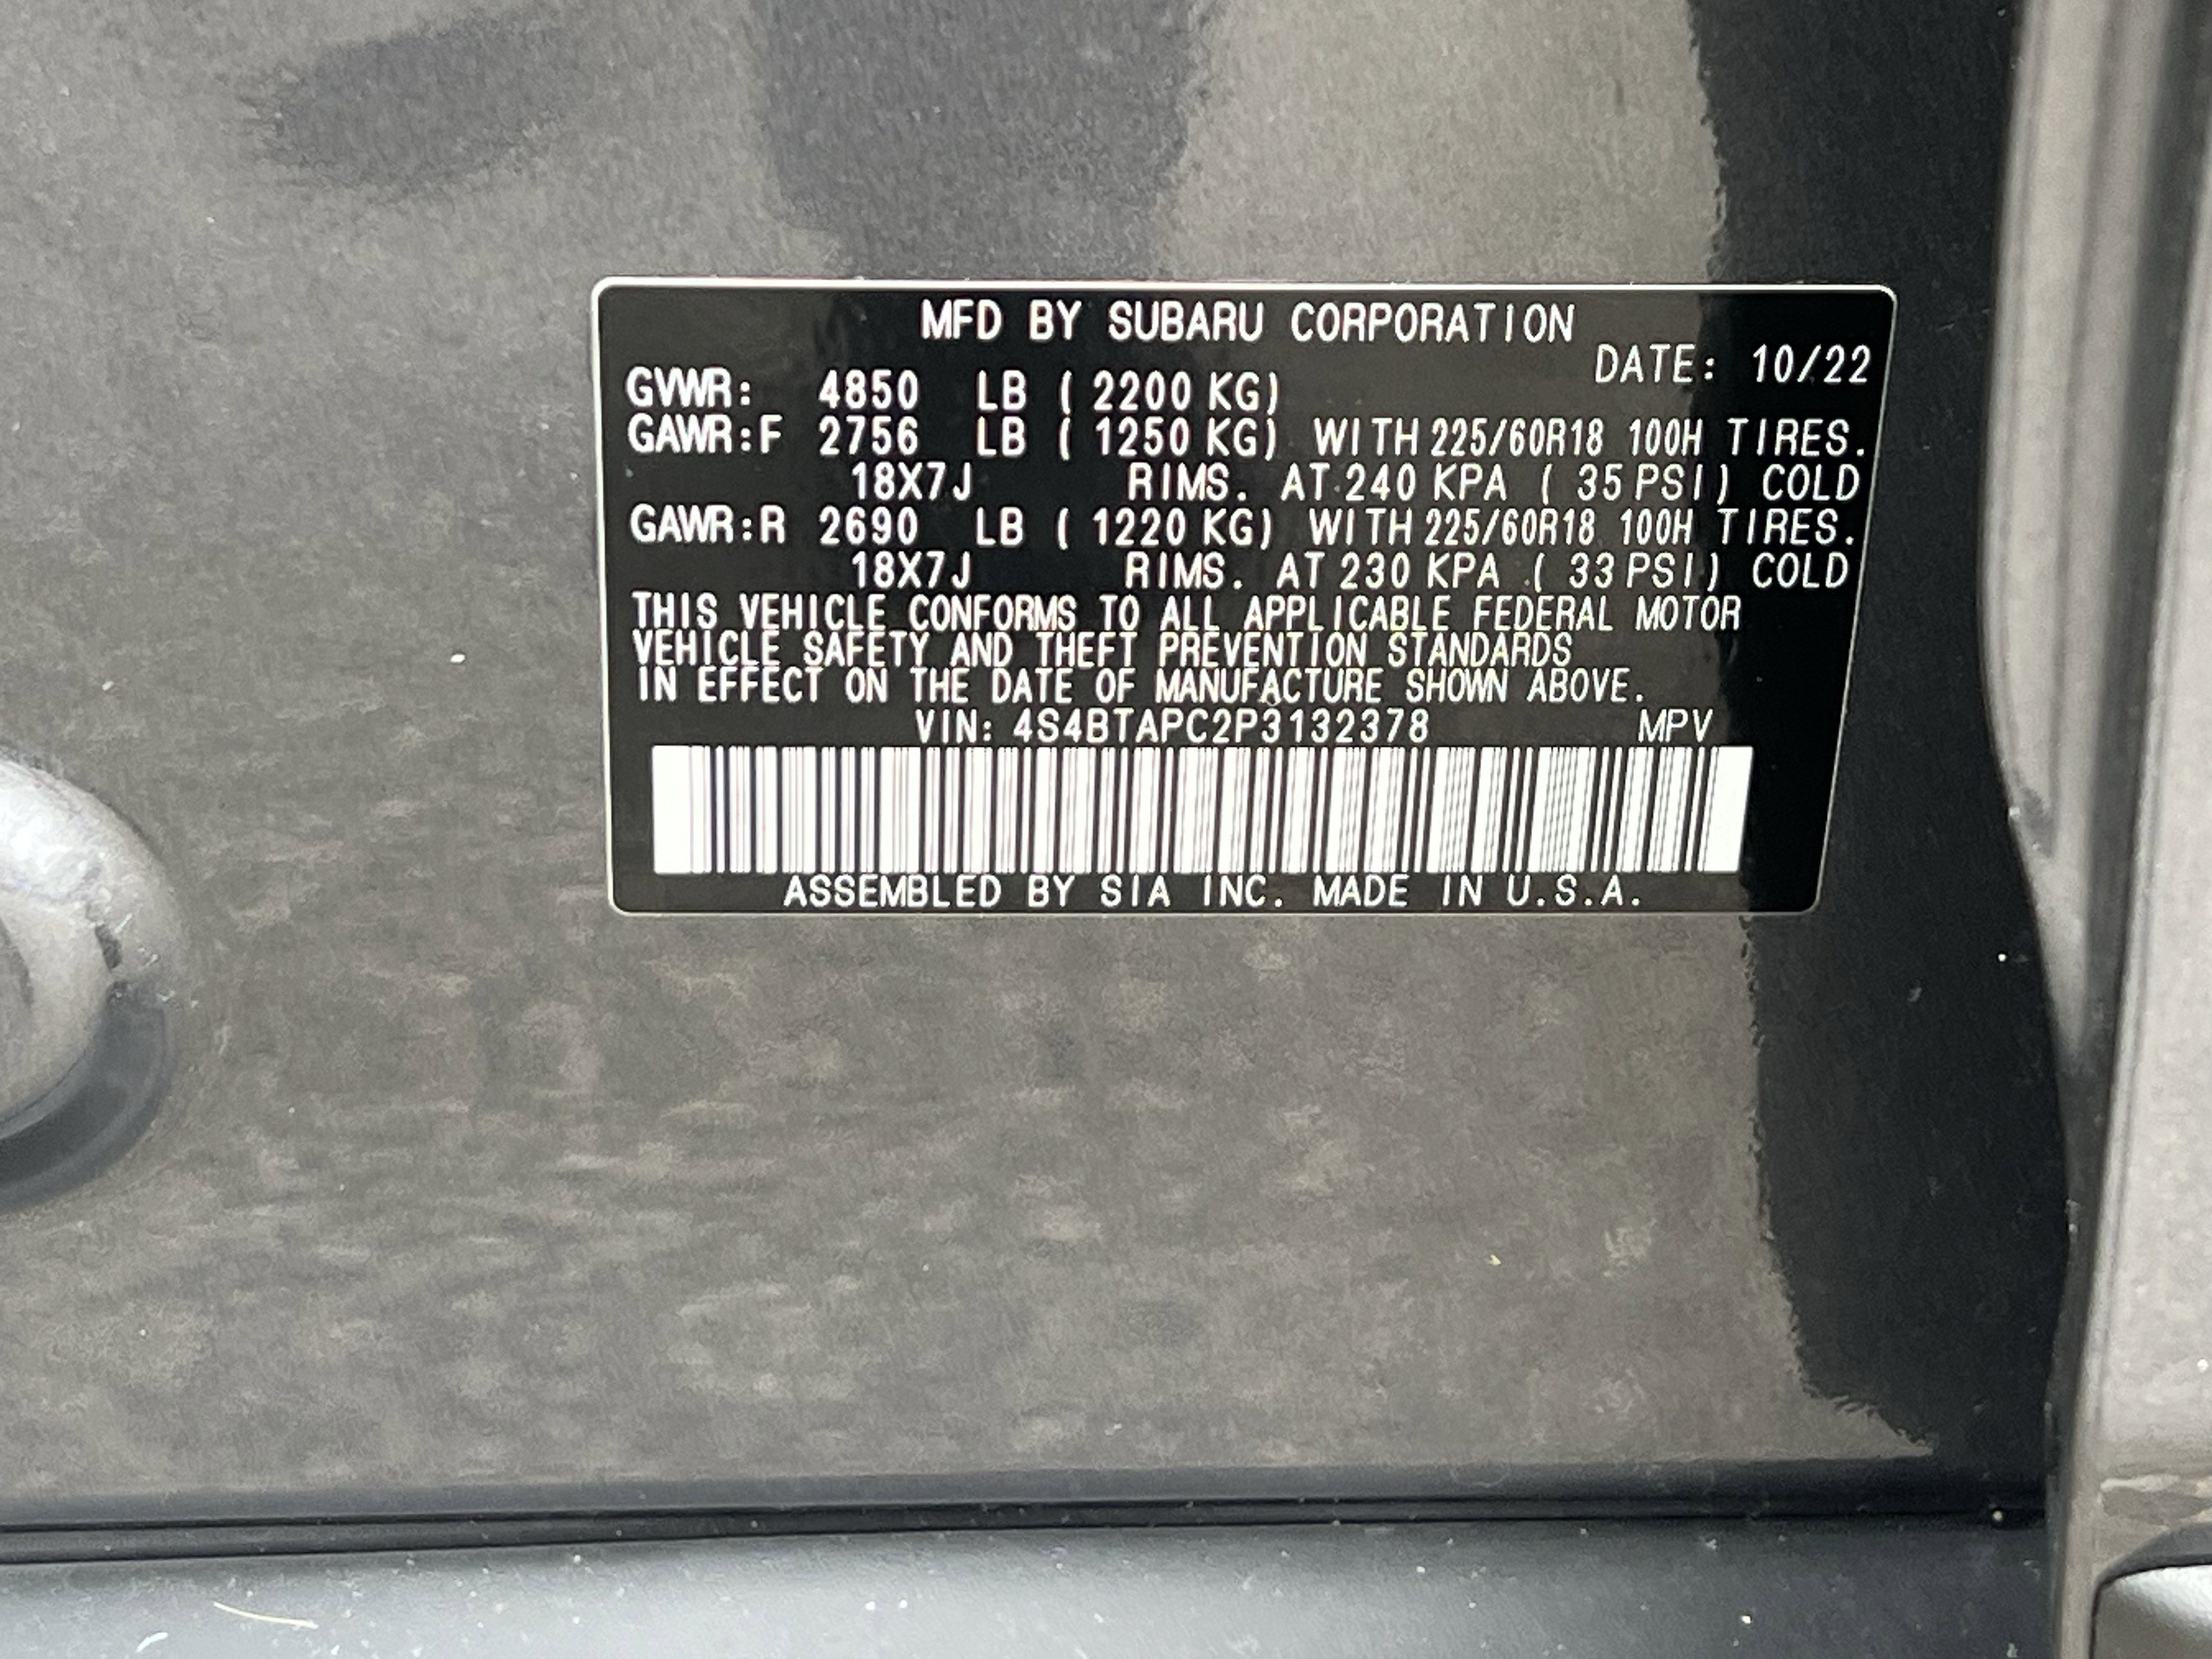 MFD BY SUBARU CORPORATION
DATE: 10/22
GVWR: 4850 LB ( 2200 KG)
GAWR:F 2756 LB ( 1250 KG) WITH 225/60R18 100H TIRES.
18X7J RIMS. AT 240 KPA ( 35 PSI) COLD
GAWR:R 2690 LB ( 1220 KG) WITH 225/60R18 100H TIRES.
18X7J RIMS. AT 230 KPA ( 33 PSI) COLD
THIS VEHICLE CONFORMS TO ALL APPLICABLE FEDERAL MOTOR
VEHICLE SAFETY AND THEFT PREVENTION STANDARDS
IN EFFECT ON THE DATE OF MANUFACTURE SHOWN ABOVE.
VIN: 4S4BTAPC2P3132378 MPV
ASSEMBLED BY SIA INC. MADE IN U.S.A.